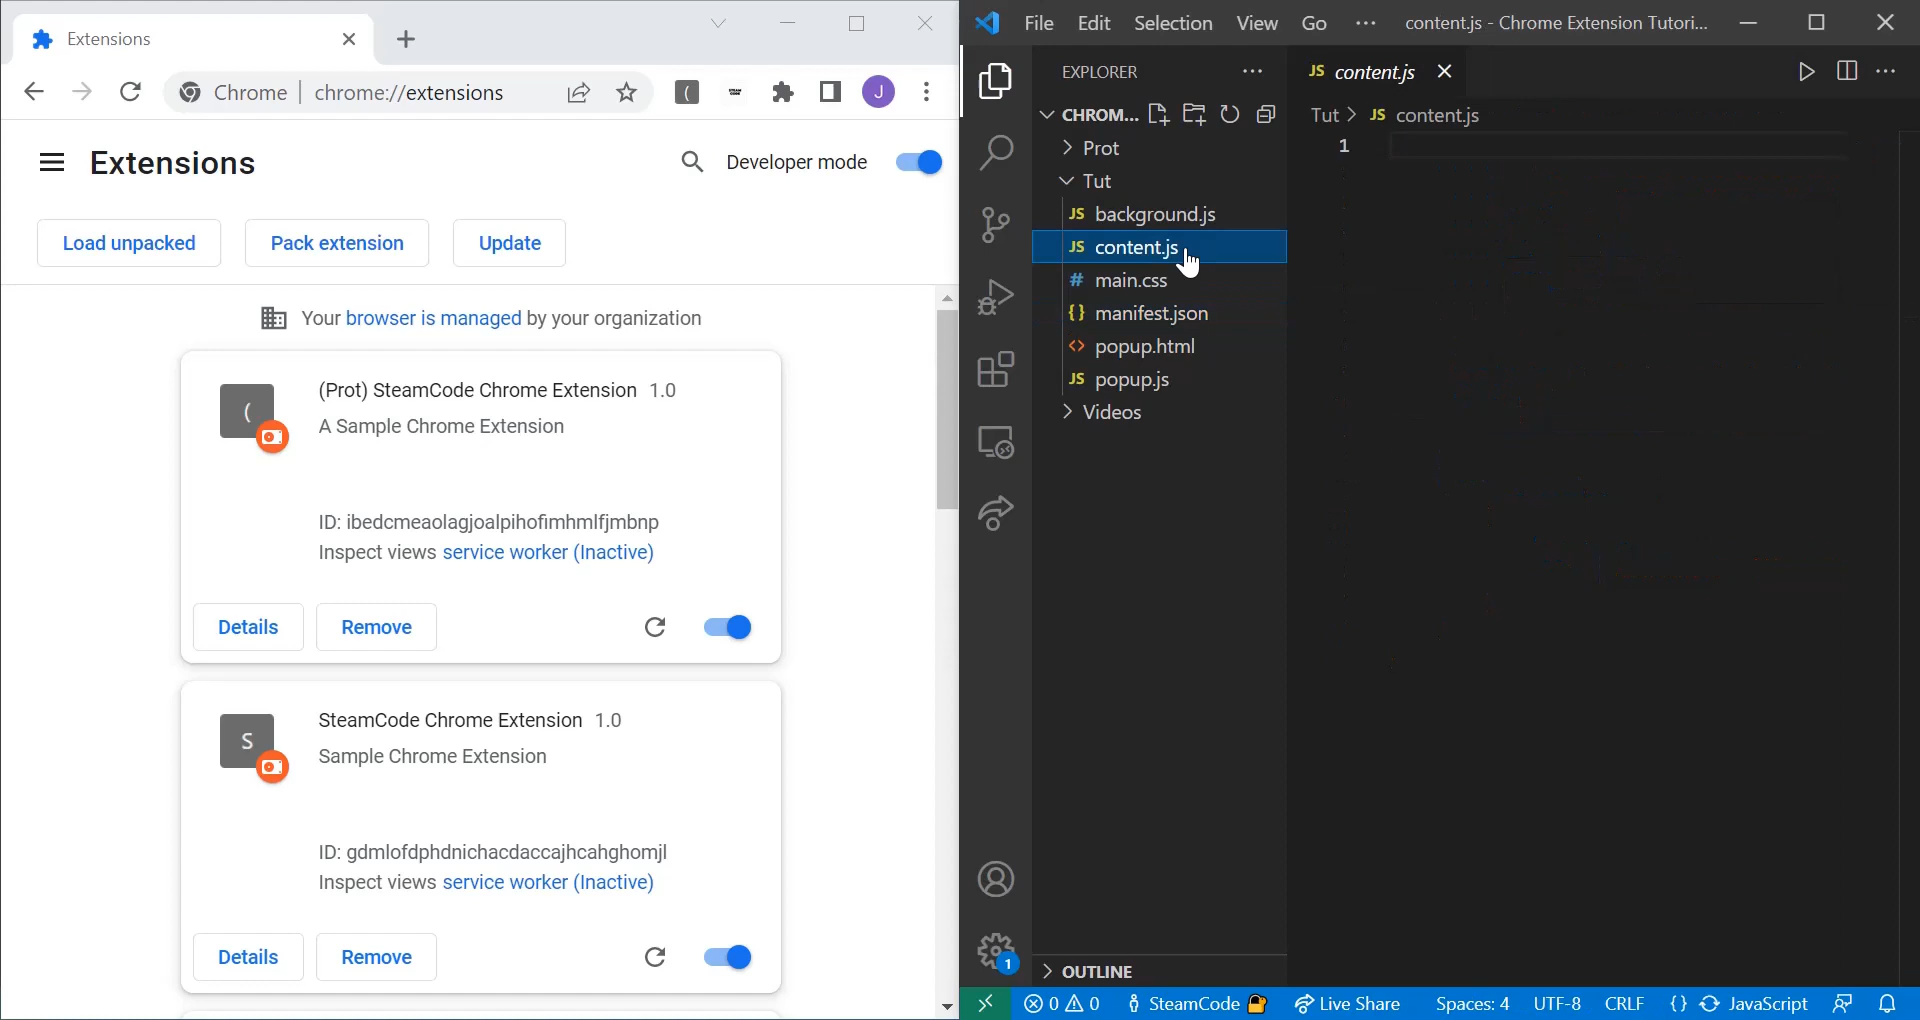 Extensions
Chrome
chrome://extensions
J
Extensions
Developer mode
Load unpacked
Pack extension
Update
Your browser is managed by your organization
(
(Prot) SteamCode Chrome Extension 1.0
A Sample Chrome Extension
ID: ibedcmeaolagjoalpihofimhmlfjmbnp
Inspect views service worker (Inactive)
Details
Remove
S
SteamCode Chrome Extension 1.0
Sample Chrome Extension
ID: gdmlofdphdnichacdaccajhcahghomjl
Inspect views service worker (Inactive)
Details
Remove
File Edit Selection View Go ··· content.js - Chrome Extension Tutori...
EXPLORER
CHROM...
Prot
Tut
JS background.js
JS content.js
# main.css
{} manifest.json
<> popup.html
JS popup.js
Videos
OUTLINE
JS content.js
Tut > JS content.js
1
1
0 0 SteamCode Live Share Spaces: 4 UTF-8 CRLF {} JavaScript